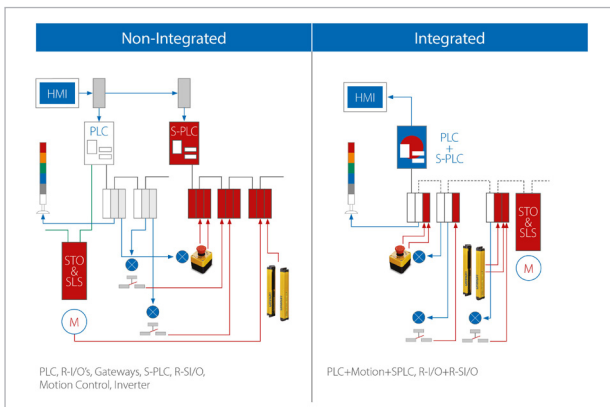 Non-Integrated
Integrated
HMI
PLC
S-PLC
STO
&
SLS
M
PLC, R-I/O's, Gateways, S-PLC, R-SI/O,
Motion Control, Inverter
HMI
PLC
+
S-PLC
STO
&
SLS
M
PLC+Motion+SPLC, R-I/O+R-SI/O